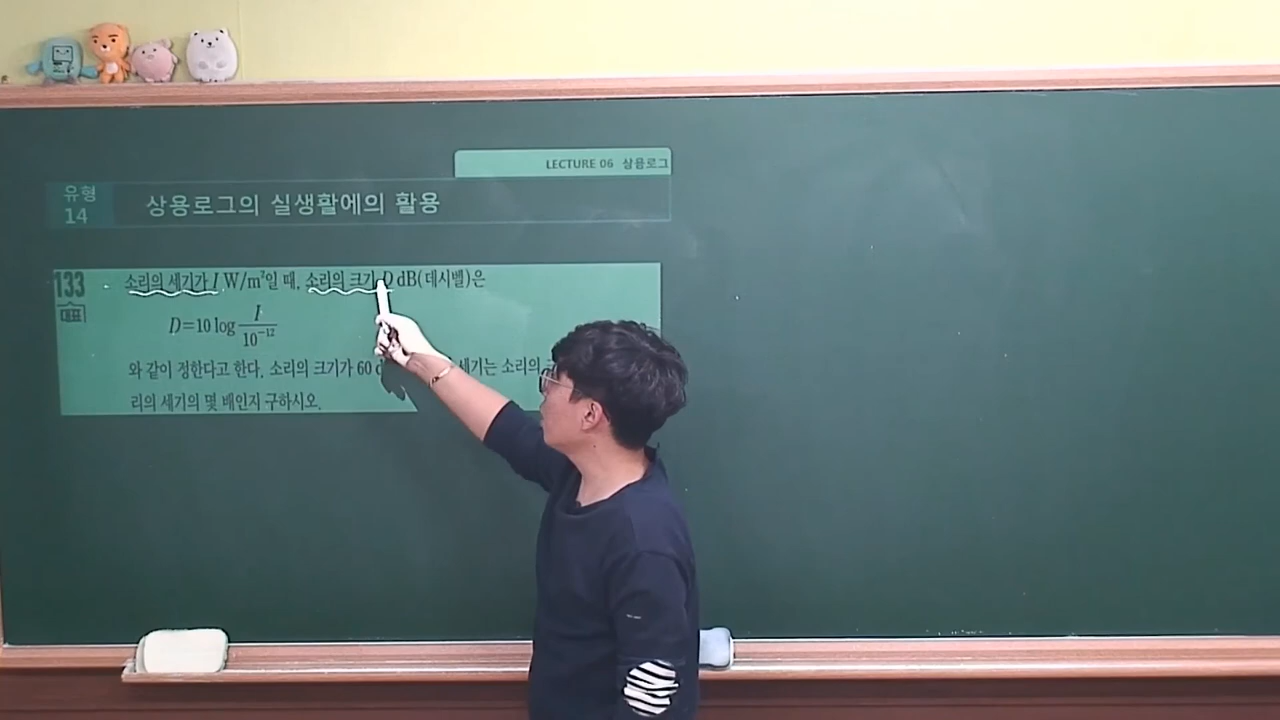 LECTURE 06 상용로그
유형
14
상용로그의 실생활에의 활용
133
대표
소리의 세기가 I W/m²일 때, 소리의 크기 D dB(데시벨)은
D=10 log I/10⁻¹²
와 같이 정한다고 한다. 소리의 크기가 60 세기는 소리의
리의 세기의 몇 배인지 구하시오.